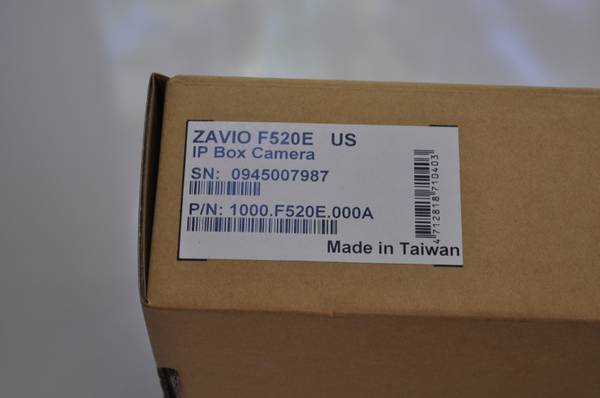 ZAVIO F520E US
IP Box Camera
SN: 0945007987
P/N: 1000.F520E.000A
4712818710403
Made in Taiwan